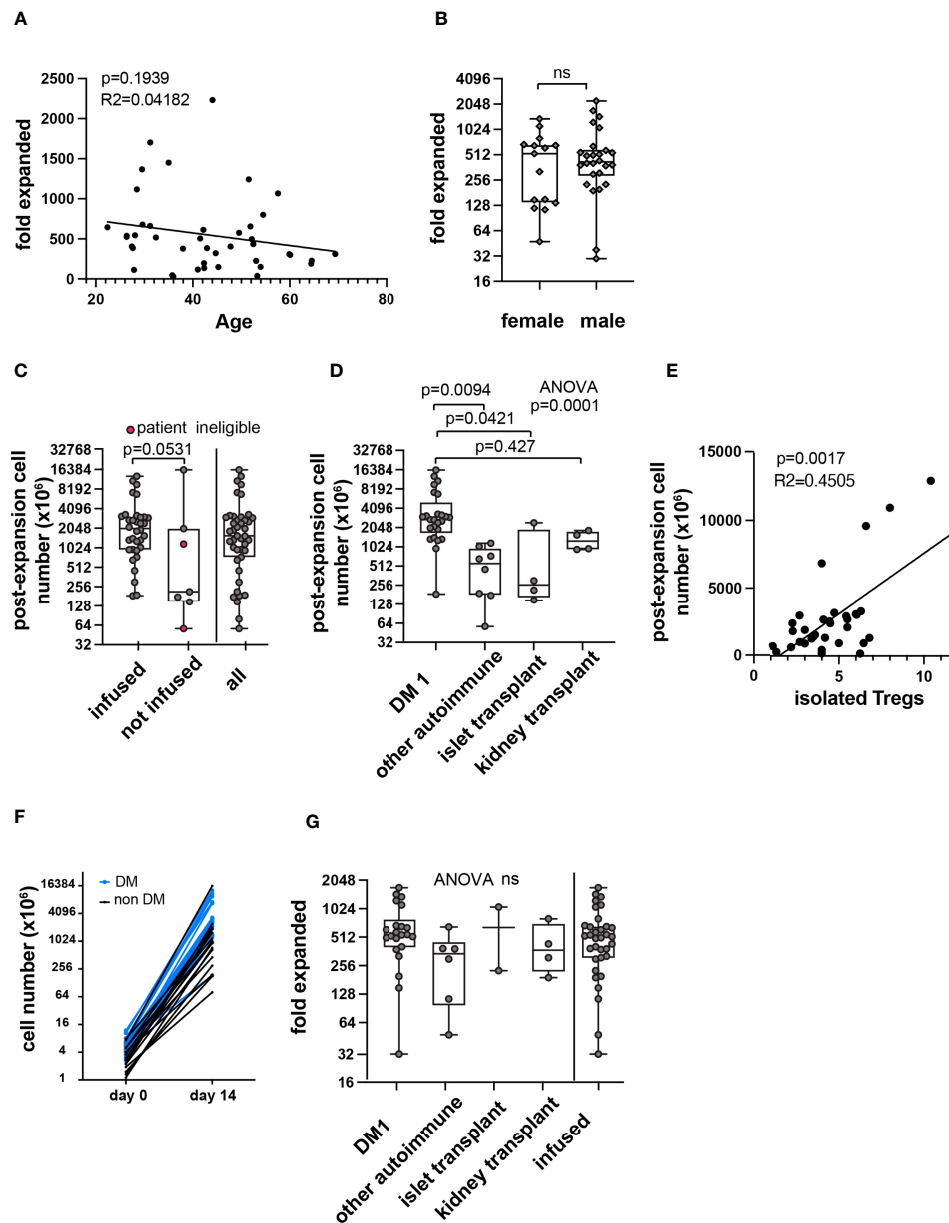 A
p=0.1939
R2=0.04182
fold expanded
2500
2000
1500
1000
500
0
20 40 60 80
Age
B
ns
fold expanded
4096
2048
1024
512
256
128
64
32
16
female male
C
patient ineligible
p=0.0531
post-expansion cell
number (x10⁶)
32768
16384
8192
4096
2048
1024
512
256
128
64
32
infused
not infused
all
D
p=0.0094
ANOVA
p=0.0001
p=0.0421
p=0.427
post-expansion cell
number (x10⁶)
32768
16384
8192
4096
2048
1024
512
256
128
64
32
DM 1
other autoimmune
islet transplant
kidney transplant
E
p=0.0017
R2=0.4505
post-expansion cell
number (x10⁶)
15000
10000
5000
0
0 5 10
isolated Tregs
F
DM
non DM
cell number (x10⁶)
16384
4096
1024
256
64
16
4
1
day 0 day 14
G
ANOVA ns
fold expanded
2048
1024
512
256
128
64
32
16
DM1
other autoimmune
islet transplant
kidney transplant
infused